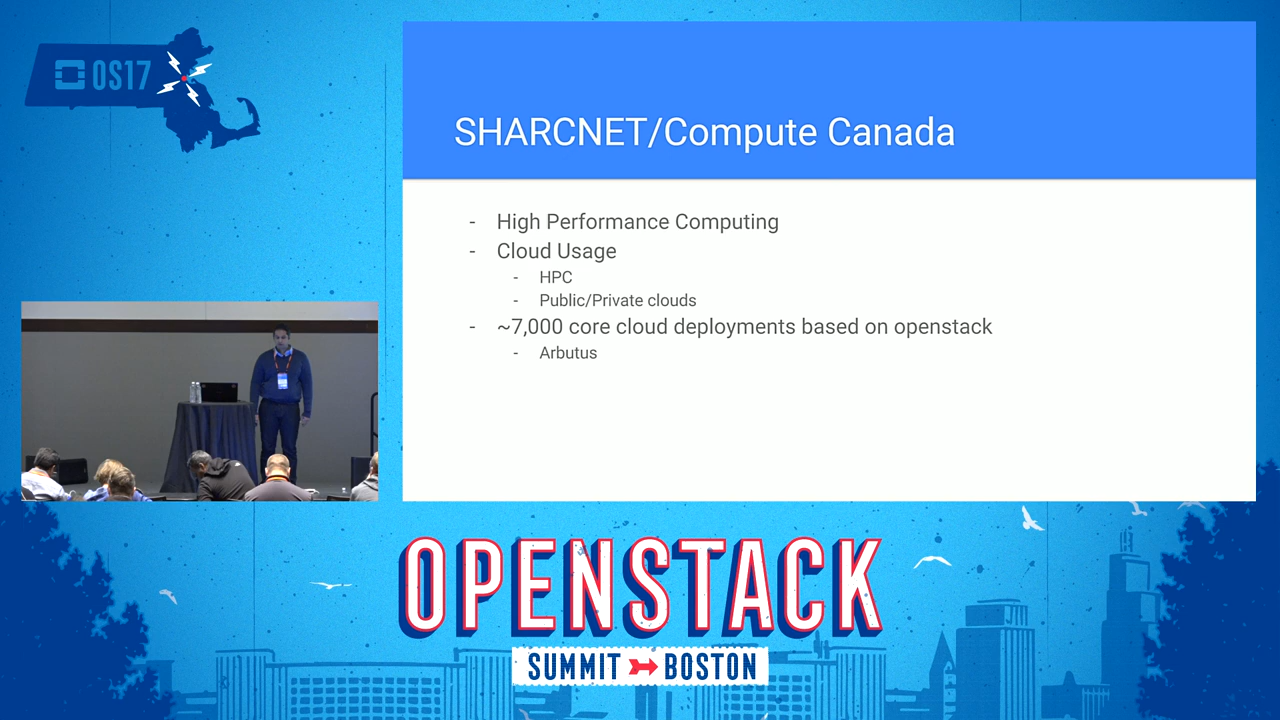 OS17
SHARCNET/Compute Canada
- High Performance Computing
- Cloud Usage
- HPC
- Public/Private clouds
- ~7,000 core cloud deployments based on openstack
- Arbutus
OPENSTACK
SUMMIT BOSTON